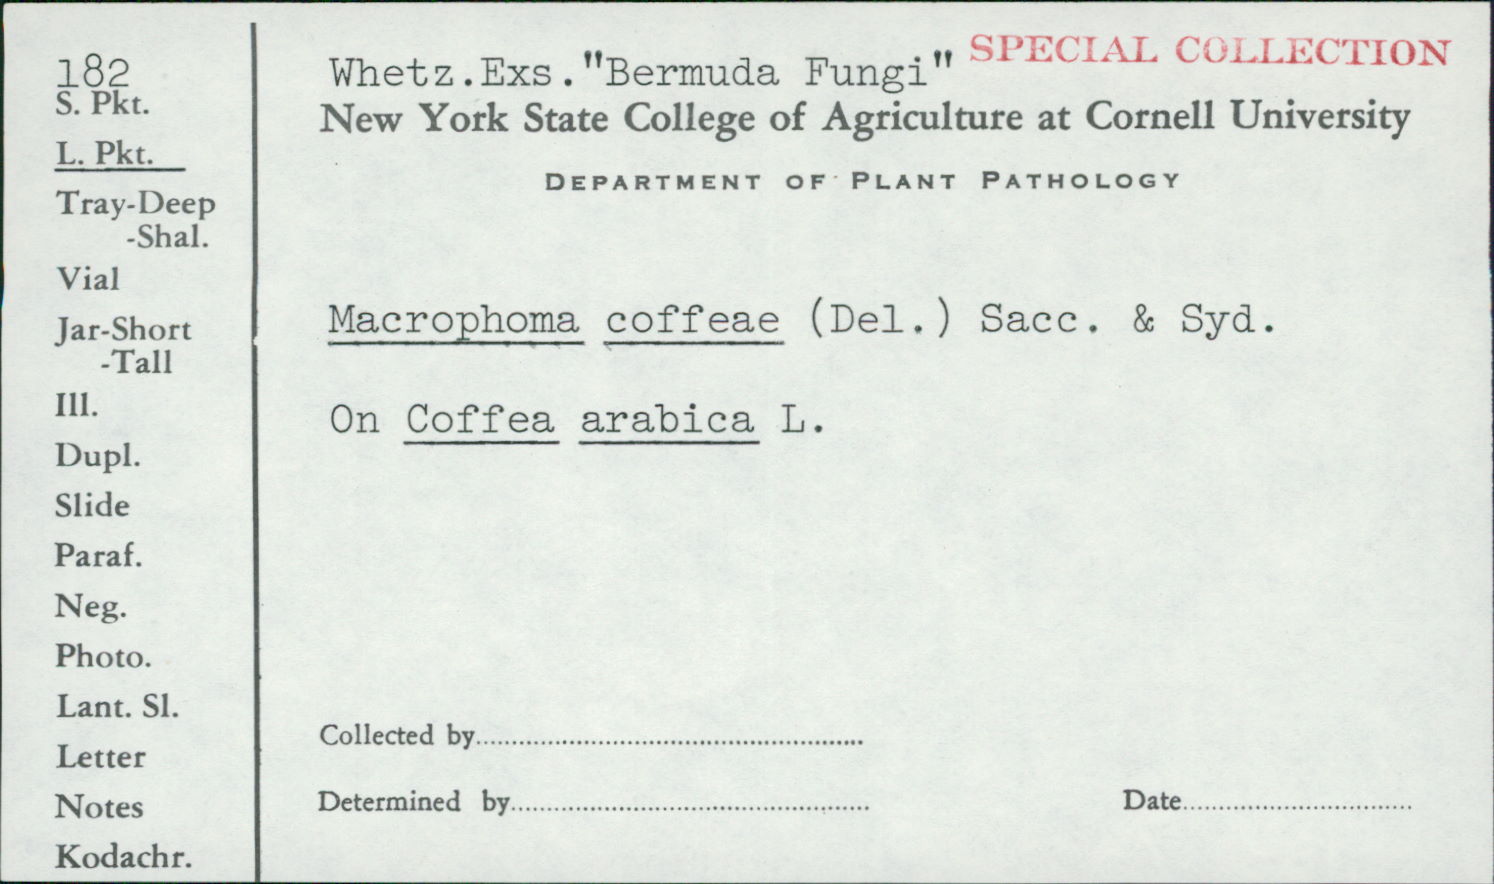 182
S. Pkt.
L. Pkt.
Tray-Deep
-Shal.
Vial
Jar-Short
-Tall
Ill.
Dupl.
Slide
Paraf.
Neg.
Photo.
Lant. Sl.
Letter
Notes
Kodachr.
Whetz.Exs."Bermuda Fungi" SPECIAL COLLECTION
New York State College of Agriculture at Cornell University
DEPARTMENT OF PLANT PATHOLOGY
Macrophoma coffeae (Del.) Sacc. & Syd.
On Coffea arabica L.
Collected by
Determined by
Date